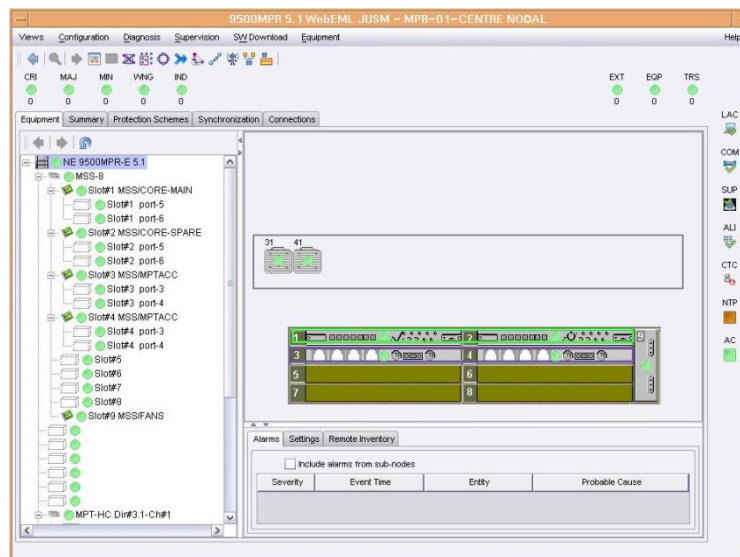 9500MPR 5.1 WebEML JUSM - MPR-01-CENTRE NODAL
Views Configuration Diagnosis Supervision SW Download Equipment Help
CRI MAJ MIN WNG IND EXT EQP TRS
0 0 0 0 0 0 0 0
Equipment Summary Protection Schemes Synchronization Connections
LAC
COM
SUP
ALI
CTC
NTP
AC
NE 9500MPR-E 5.1
MSS-8
Slot#1 MSS/CORE-MAIN
Slot#1 port-5
Slot#1 port-6
Slot#2 MSS/CORE-SPARE
Slot#2 port-5
Slot#2 port-6
Slot#3 MSS/MPTACC
Slot#3 port-3
Slot#3 port-4
Slot#4 MSS/MPTACC
Slot#4 port-3
Slot#4 port-4
Slot#5
Slot#6
Slot#7
Slot#8
Slot#9 MSS/FANS
MPT-HC Dir#3.1-Ch#1
31 41
1 2 9
3 4
5 6
7 8
Alarms Settings Remote Inventory
Include alarms from sub-nodes
Severity Event Time Entity Probable Cause